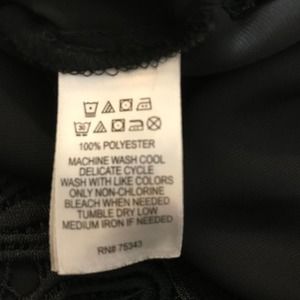 100% POLYESTER
MACHINE WASH COOL
DELICATE CYCLE
WASH WITH LIKE COLORS
ONLY NON-CHLORINE
BLEACH WHEN NEEDED
TUMBLE DRY LOW
MEDIUM IRON IF NEEDED
RN# 75343